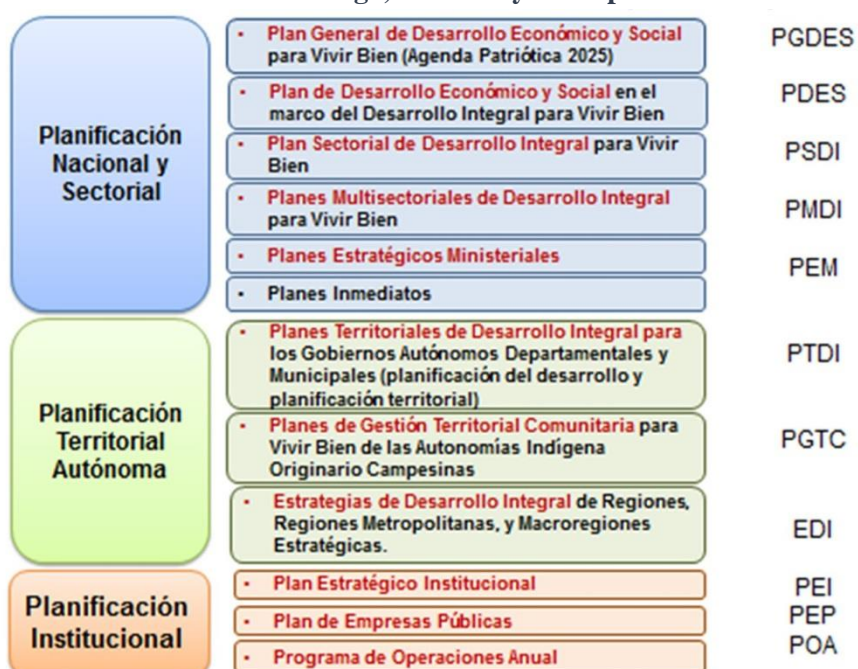 Planificación
Nacional y
Sectorial
• Plan General de Desarrollo Económico y Social
para Vivir Bien (Agenda Patriótica 2025)
PGDES
• Plan de Desarrollo Económico y Social en el
marco del Desarrollo Integral para Vivir Bien
PDES
• Plan Sectorial de Desarrollo Integral para Vivir
Bien
PSDI
• Planes Multisectoriales de Desarrollo Integral
para Vivir Bien
PMDI
• Planes Estratégicos Ministeriales
PEM
• Planes Inmediatos
Planificación
Territorial
Autónoma
• Planes Territoriales de Desarrollo Integral para
los Gobiernos Autónomos Departamentales y
Municipales (planificación del desarrollo y
planificación territorial)
PTDI
• Planes de Gestión Territorial Comunitaria para
Vivir Bien de las Autonomías Indígena
Originario Campesinas
PGTC
• Estrategias de Desarrollo Integral de Regiones,
Regiones Metropolitanas, y Macroregiones
Estratégicas.
EDI
Planificación
Institucional
• Plan Estratégico Institucional
PEI
• Plan de Empresas Públicas
PEP
• Programa de Operaciones Anual
POA